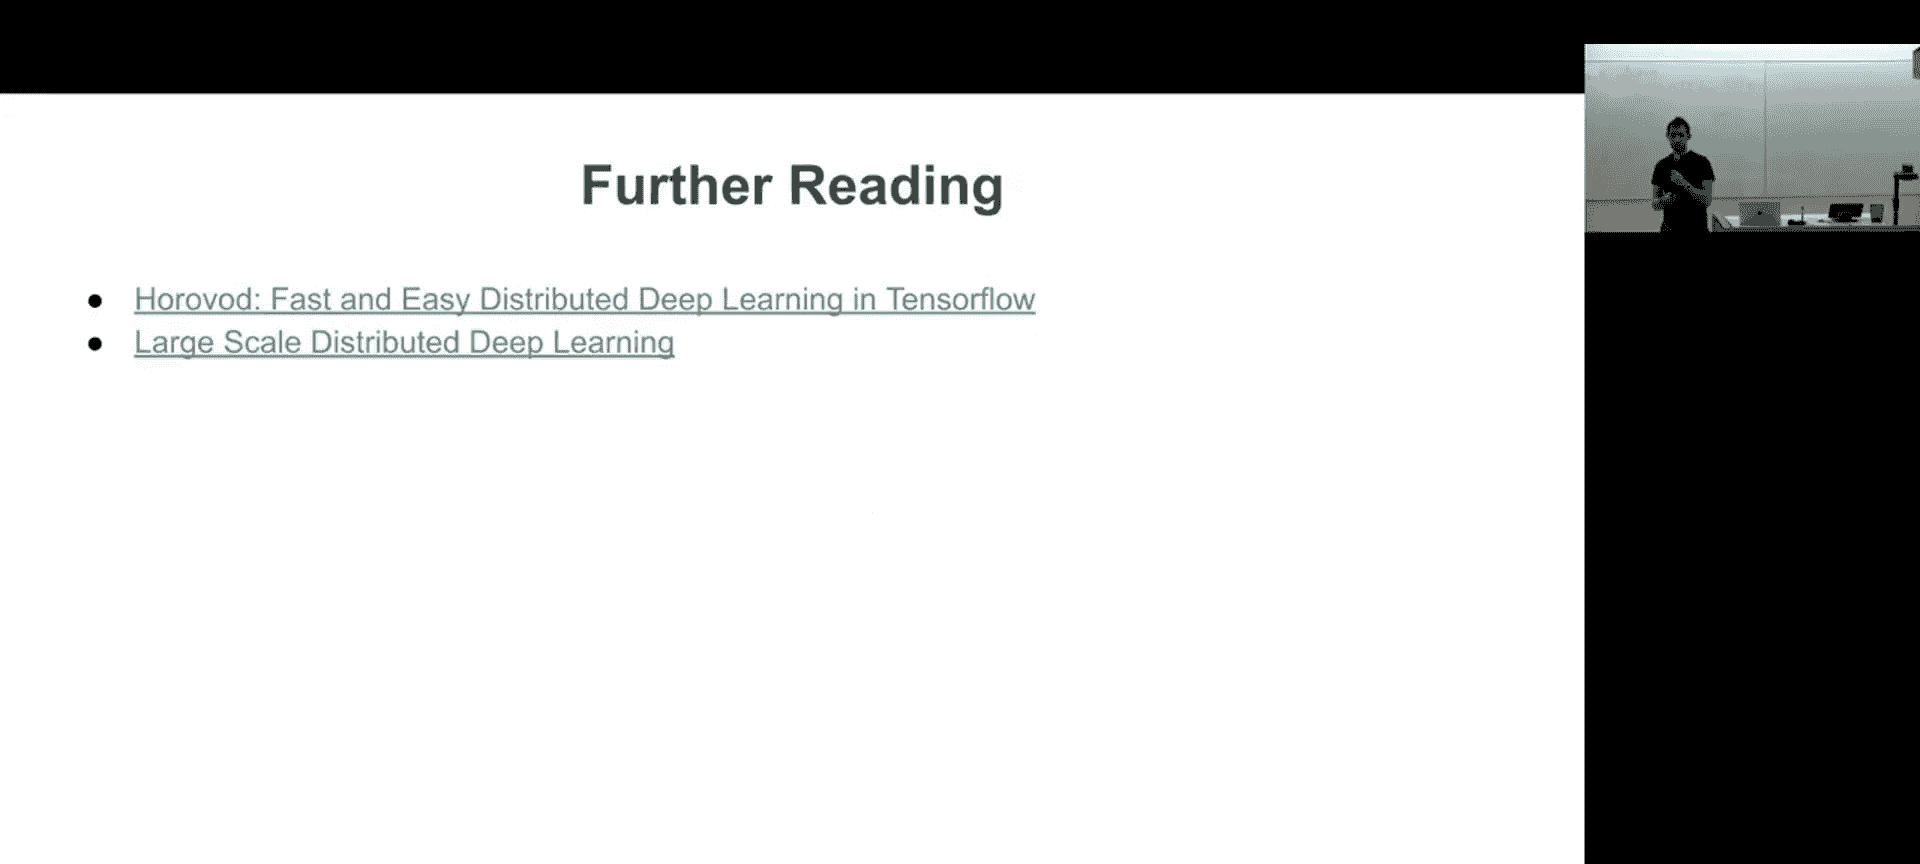 Further Reading
● Horovod: Fast and Easy Distributed Deep Learning in Tensorflow
● Large Scale Distributed Deep Learning